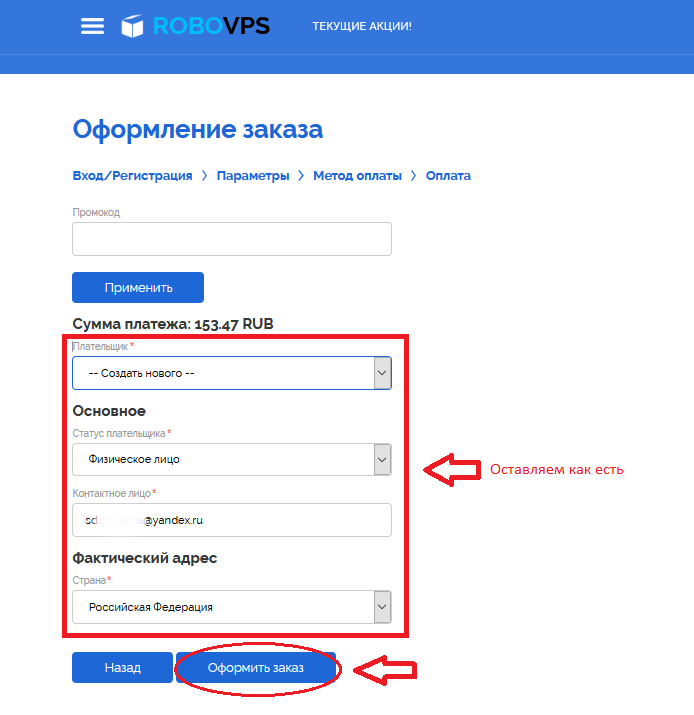 ROBOVPS ТЕКУЩИЕ АКЦИИ!
Оформление заказа
Вход/Регистрация > Параметры > Метод оплаты > Оплата
Промокод
Применить
Сумма платежа: 153.47 RUB
Плательщик *
-- Создать нового --
Основное
Статус плательщика *
Физическое лицо
Оставляем как есть
Контактное лицо *
@yandex.ru
Фактический адрес
Страна *
Российская Федерация
Назад Оформить заказ